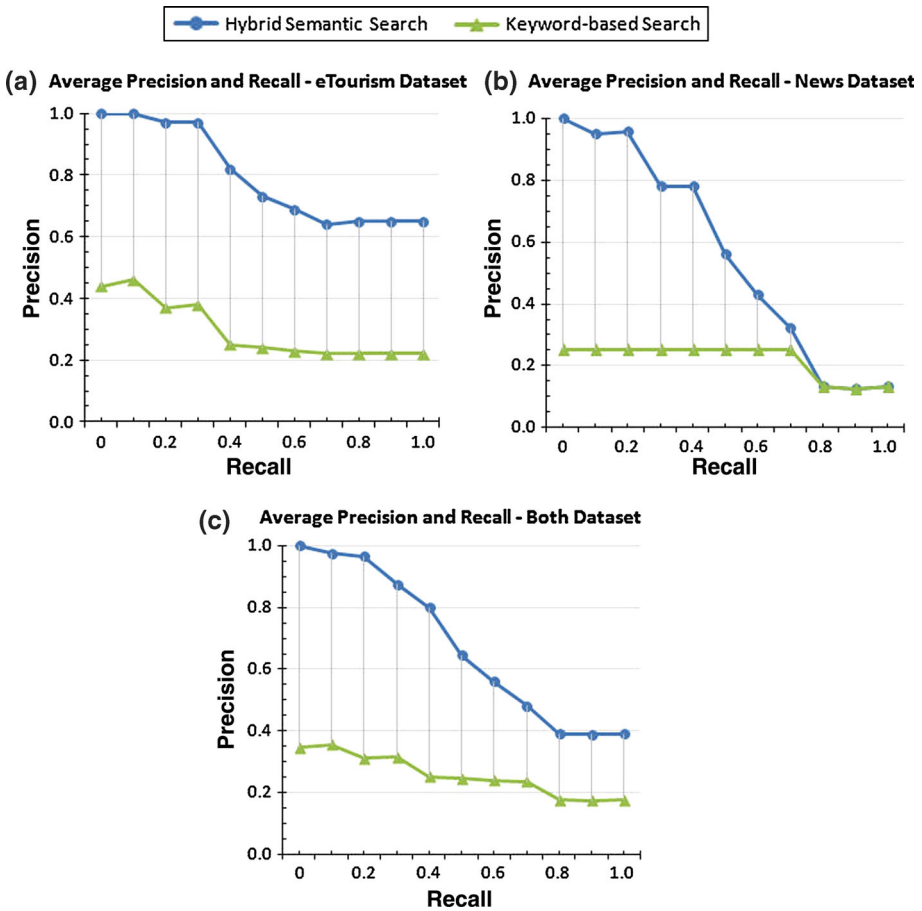 Hybrid Semantic Search Keyword-based Search
(a) Average Precision and Recall - eTourism Dataset
1.0
0.8
0.6
0.4
0.2
0.0
Precision
0 0.2 0.4 0.6 0.8 1.0
Recall
(b) Average Precision and Recall - News Dataset
1.0
0.8
0.6
0.4
0.2
0.0
Precision
0 0.2 0.4 0.6 0.8 1.0
Recall
(c) Average Precision and Recall - Both Dataset
1.0
0.8
0.6
0.4
0.2
0.0
Precision
0 0.2 0.4 0.6 0.8 1.0
Recall